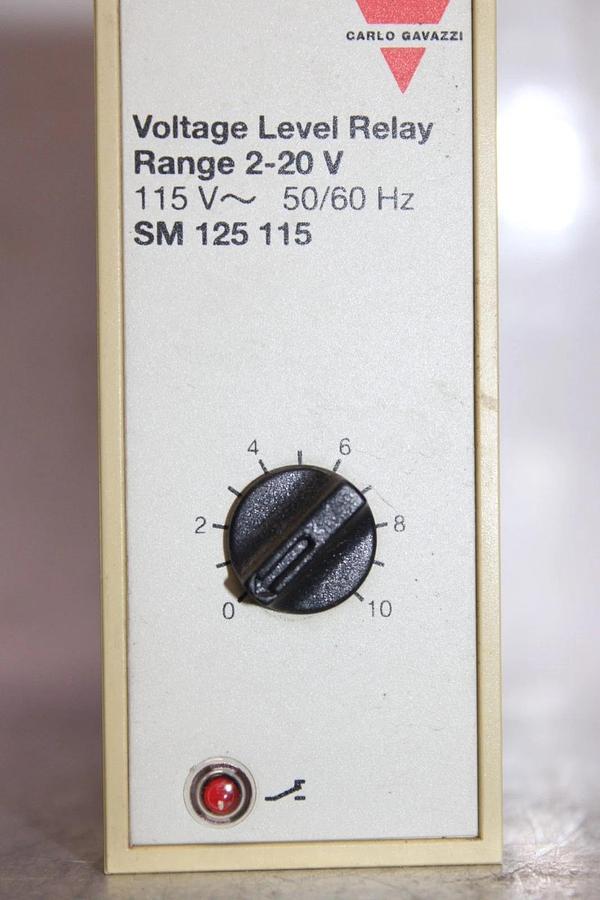 CARLO GAVAZZI
Voltage Level Relay
Range 2-20 V
115 V～ 50/60 Hz
SM 125 115
4 6
2 8
0 10